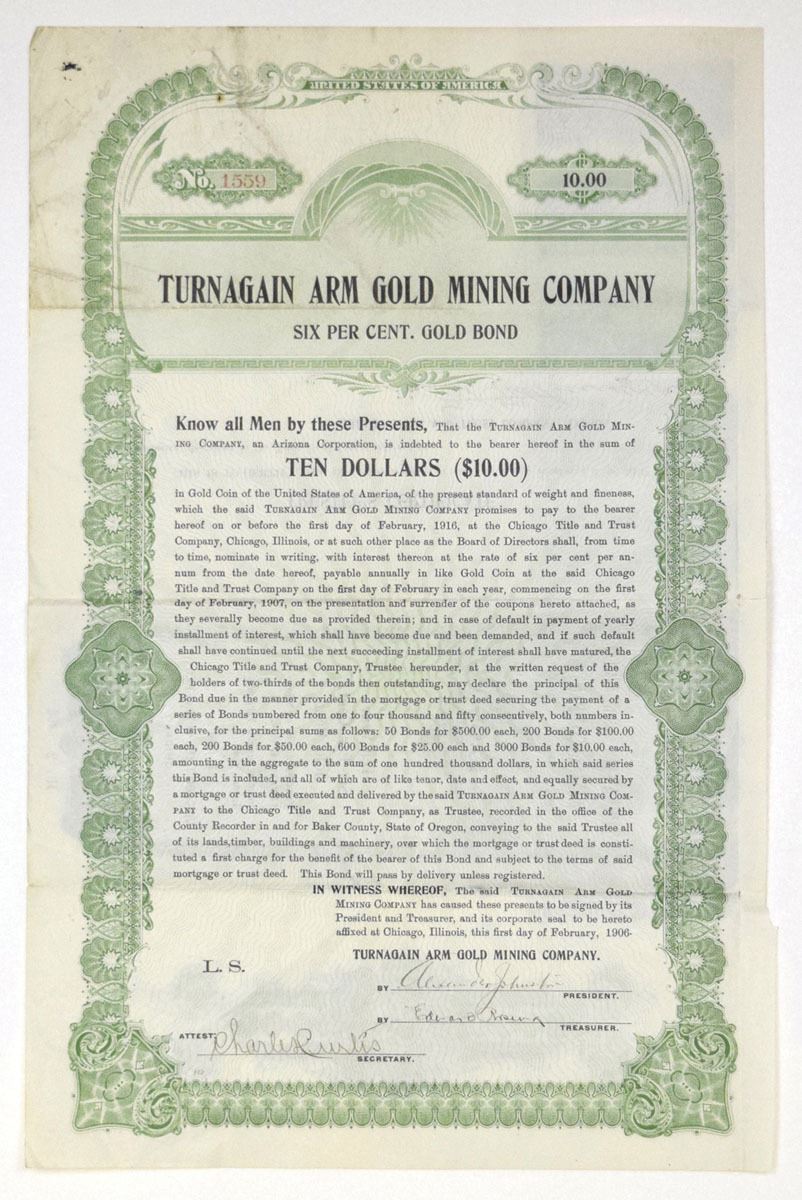 UNITED STATES OF AMERICA.
No. 1559
10.00
TURNAGAIN ARM GOLD MINING COMPANY
SIX PER CENT. GOLD BOND
Know all Men by these Presents, That the Turnagain Arm Gold Min-
ing Company, an Arizona Corporation, is indebted to the bearer hereof in the sum of
TEN DOLLARS ($10.00)
in Gold Coin of the United States of America, of the present standard of weight and fineness,
which the said Turnagain Arm Gold Mining Company promises to pay to the bearer
hereof on or before the first day of February, 1916, at the Chicago Title and Trust
Company, Chicago, Illinois, or at such other place as the Board of Directors shall, from time
to time, nominate in writing, with interest thereon at the rate of six per cent per an-
num from the date hereof, payable annually in like Gold Coin at the said Chicago
Title and Trust Company on the first day of February in each year, commencing on the first
day of February, 1907, on the presentation and surrender of the coupons hereto attached, as
they severally become due as provided therein; and in case of default in payment of yearly
installment of interest, which shall have become due and been demanded, and if such default
shall have continued until the next succeeding installment of interest shall have matured, the
Chicago Title and Trust Company, Trustee hereunder, at the written request of the
holders of two-thirds of the bonds then outstanding, may declare the principal of this
Bond due in the manner provided in the mortgage or trust deed securing the payment of a
series of Bonds numbered from one to four thousand and fifty consecutively, both numbers in-
clusive, for the principal sums as follows: 50 Bonds for $500.00 each, 200 Bonds for $100.00
each, 200 Bonds for $50.00 each, 600 Bonds for $25.00 each and 3000 Bonds for $10.00 each,
amounting in the aggregate to the sum of one hundred thousand dollars, in which said series
this Bond is included, and all of which are of like tenor, date and effect, and equally secured by
a mortgage or trust deed executed and delivered by the said Turnagain Arm Gold Mining Com-
pany to the Chicago Title and Trust Company, as Trustee, recorded in the office of the
County Recorder in and for Baker County, State of Oregon, conveying to the said Trustee all
of its lands, timber, buildings and machinery, over which the mortgage or trust deed is consti-
tuted a first charge for the benefit of the bearer of this Bond and subject to the terms of said
mortgage or trust deed. This Bond will pass by delivery unless registered.
IN WITNESS WHEREOF, The said Turnagain Arm Gold
Mining Company has caused these presents to be signed by its
President and Treasurer, and its corporate seal to be hereto
affixed at Chicago, Illinois, this first day of February, 1906-
TURNAGAIN ARM GOLD MINING COMPANY.
L. S.
BY Alexander Johnston
PRESIDENT.
BY Edward
TREASURER.
ATTEST: Charles Curtis
SECRETARY.